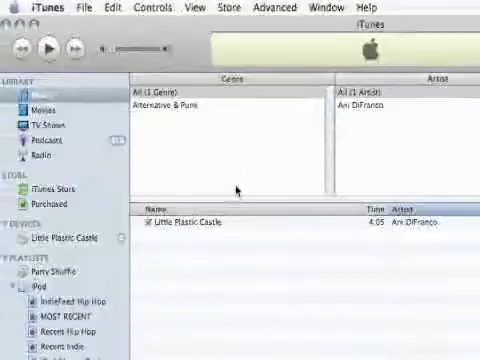 iTunes File Edit Controls View Store Advanced Window Help
iTunes
LIBRARY
Movies
TV Shows
Podcasts
Radio
STORE
iTunes Store
Purchased
DEVICES
Little Plastic Castle
PLAYLISTS
Party Shuffle
iPod
IndieFeed Hip Hop
MOST RECENT
Recent Hip Hop
Recent Indie
Genre Artist
All (1 Genre) All (1 Artist)
Alternative & Punk Ani DiFranco
Name Time Artist
Little Plastic Castle 4:05 Ani DiFranco